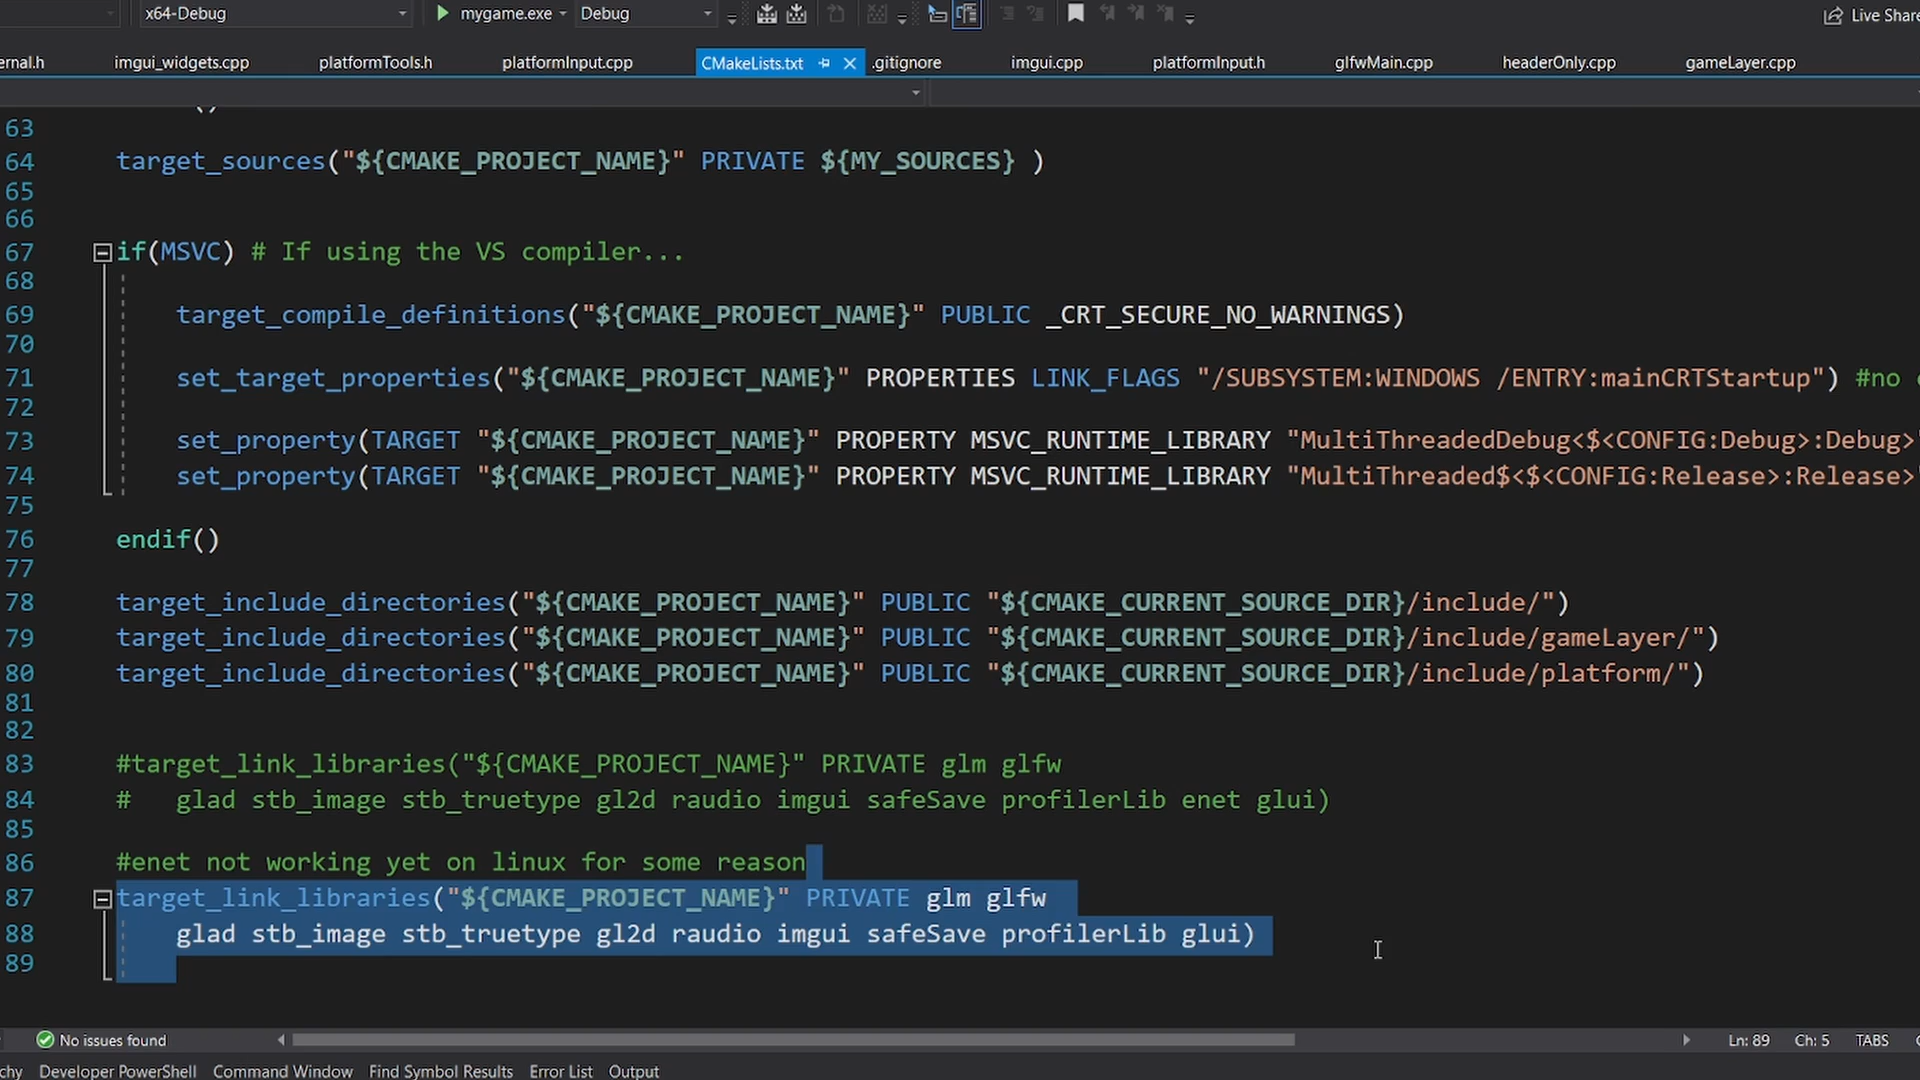 x64-Debug mygame.exe Debug Live Share
ernal.h imgui_widgets.cpp platformTools.h platformInput.cpp CMakeLists.txt .gitignore imgui.cpp platformInput.h glfwMain.cpp headerOnly.cpp gameLayer.cpp
()
63
64 target_sources("${CMAKE_PROJECT_NAME}" PRIVATE ${MY_SOURCES} )
65
66
67 if(MSVC) # If using the VS compiler...
68
69 target_compile_definitions("${CMAKE_PROJECT_NAME}" PUBLIC _CRT_SECURE_NO_WARNINGS)
70
71 set_target_properties("${CMAKE_PROJECT_NAME}" PROPERTIES LINK_FLAGS "/SUBSYSTEM:WINDOWS /ENTRY:mainCRTStartup") #no
72
73 set_property(TARGET "${CMAKE_PROJECT_NAME}" PROPERTY MSVC_RUNTIME_LIBRARY "MultiThreadedDebug<$<CONFIG:Debug>:Debug>
74 set_property(TARGET "${CMAKE_PROJECT_NAME}" PROPERTY MSVC_RUNTIME_LIBRARY "MultiThreaded$<$<CONFIG:Release>:Release>
75
76 endif()
77
78 target_include_directories("${CMAKE_PROJECT_NAME}" PUBLIC "${CMAKE_CURRENT_SOURCE_DIR}/include/")
79 target_include_directories("${CMAKE_PROJECT_NAME}" PUBLIC "${CMAKE_CURRENT_SOURCE_DIR}/include/gameLayer/")
80 target_include_directories("${CMAKE_PROJECT_NAME}" PUBLIC "${CMAKE_CURRENT_SOURCE_DIR}/include/platform/")
81
82
83 #target_link_libraries("${CMAKE_PROJECT_NAME}" PRIVATE glm glfw
84 # glad stb_image stb_truetype gl2d raudio imgui safeSave profilerLib enet glui)
85
86 #enet not working yet on linux for some reason
87 target_link_libraries("${CMAKE_PROJECT_NAME}" PRIVATE glm glfw
88 glad stb_image stb_truetype gl2d raudio imgui safeSave profilerLib glui)
89
No issues found Ln: 89 Ch: 5 TABS
chy Developer PowerShell Command Window Find Symbol Results Error List Output